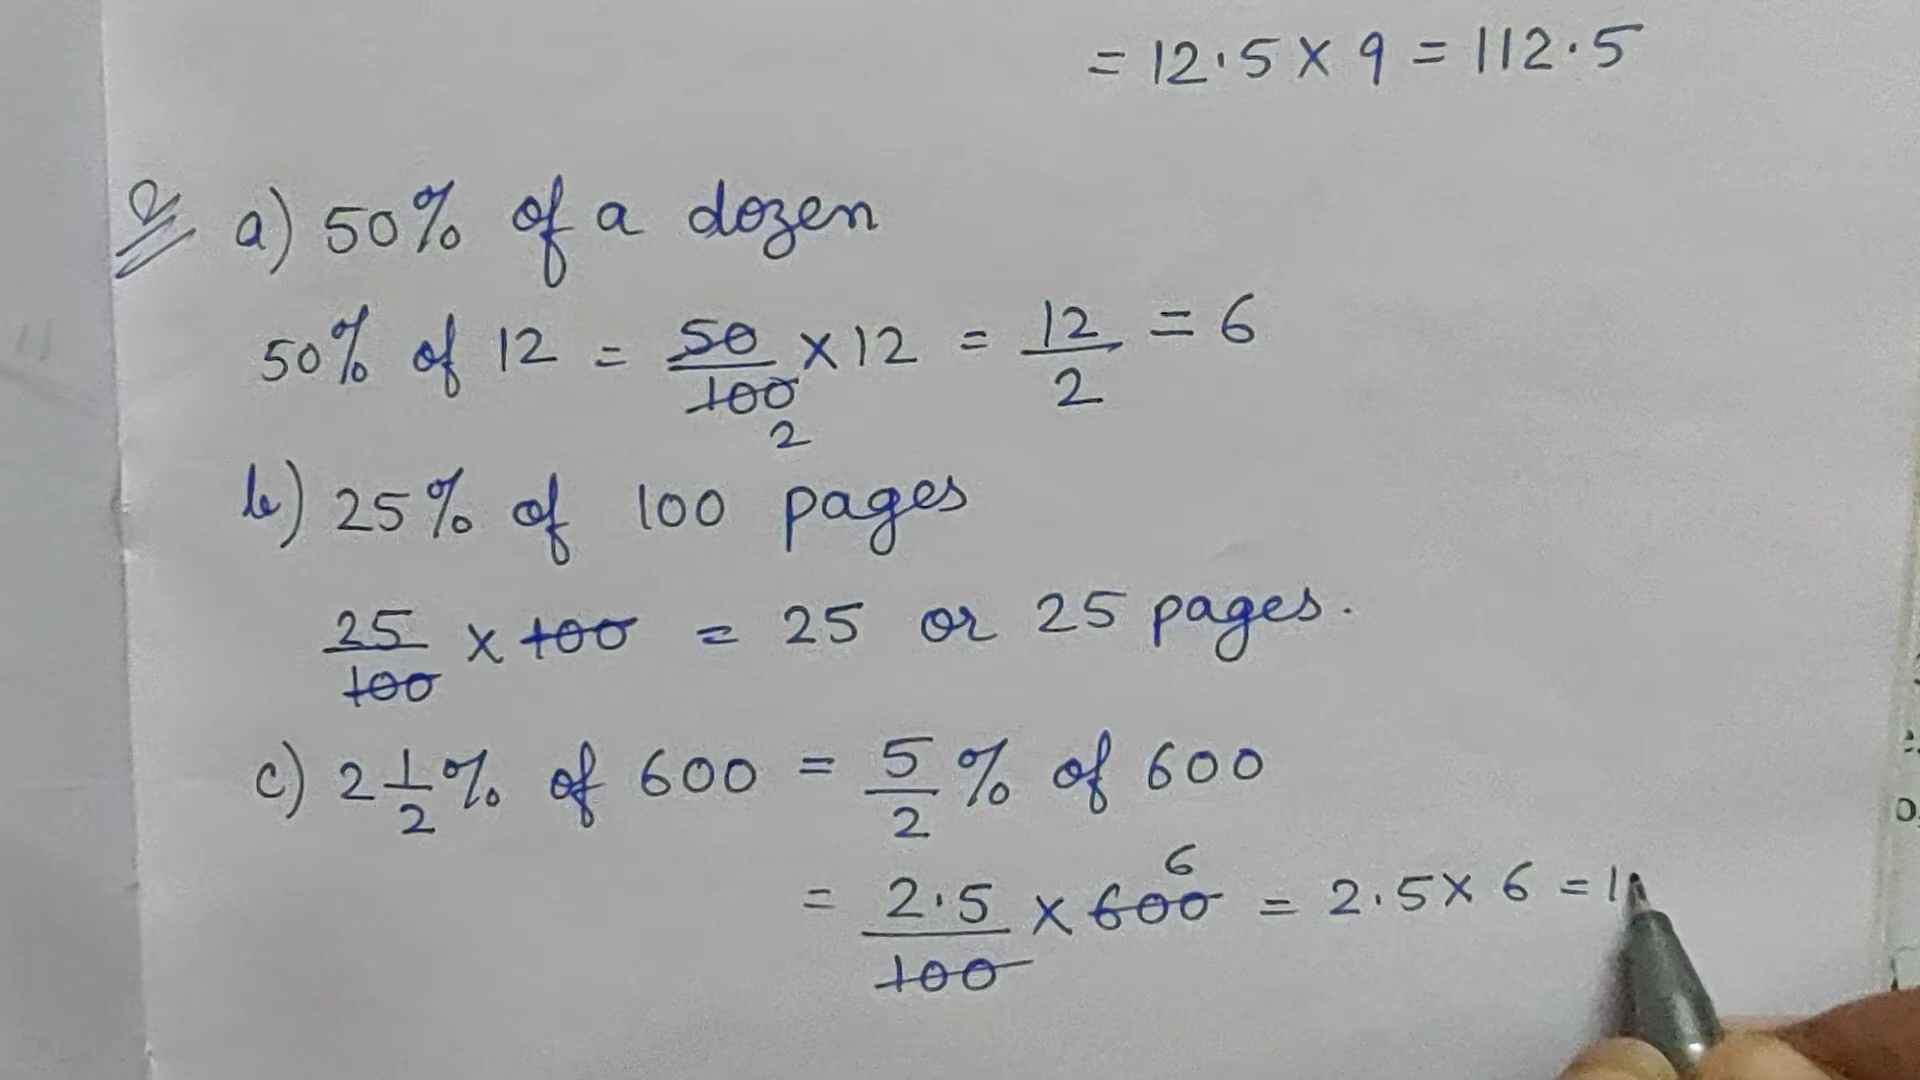 = 12.5 × 9 = 112.5
Q a) 50% of a dozen
50% of 12 = 50/100 × 12 = 12/2 = 6
2
b) 25% of 100 pages
25/100 × 100 = 25 or 25 pages.
c) 2 1/2 % of 600 = 5/2 % of 600
6
= 2.5/100 × 600 = 2.5 × 6 = 1